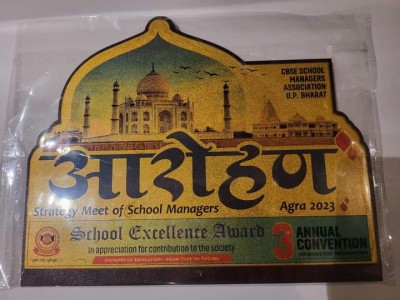 CBSE SCHOOL
MANAGERS
ASSOCIATION
U.P. BHARAT
आरोहण
Strategy Meet of School Managers
Agra 2023
School Excellence Award
In appreciation for contribution to the society
3 ANNUAL
CONVENTION